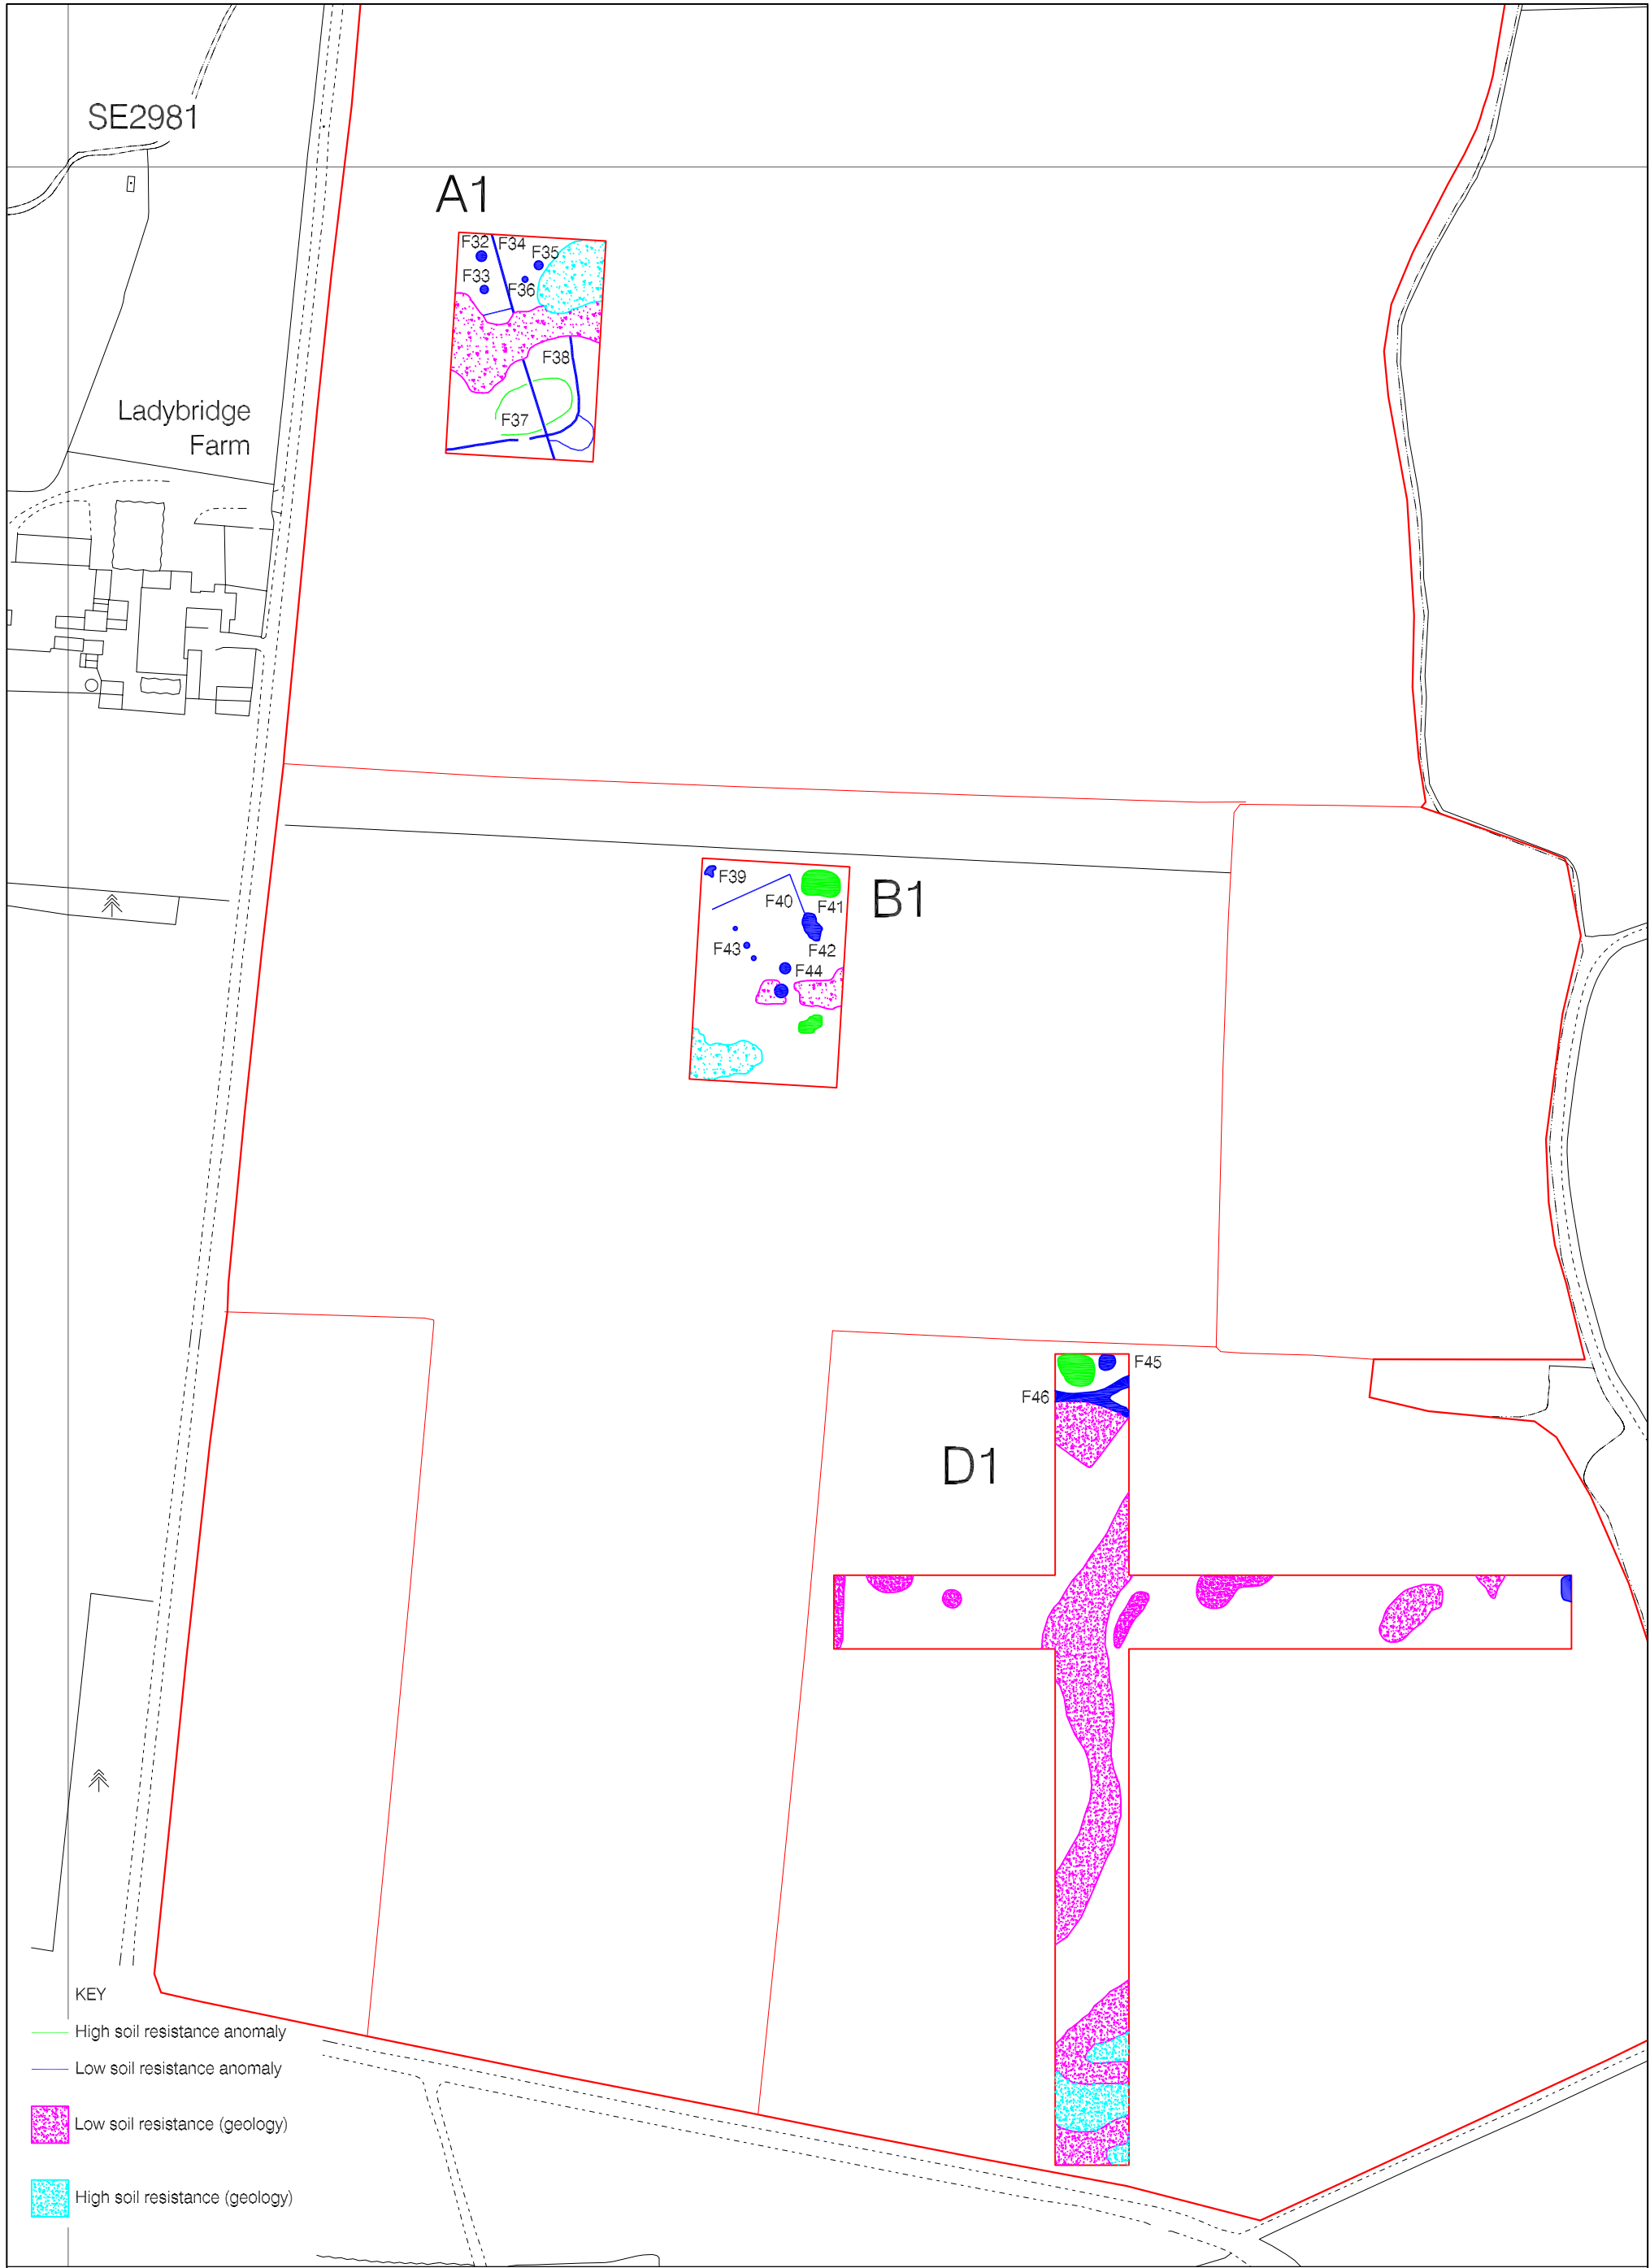 SE2981
A1
F32
F34
F35
F33
F36
F38
F37
Ladybridge
Farm
F39
B1
F40
F41
F43
F42
F44
F45
F46
D1
KEY
High soil resistance anomaly
Low soil resistance anomaly
Low soil resistance (geology)
High soil resistance (geology)